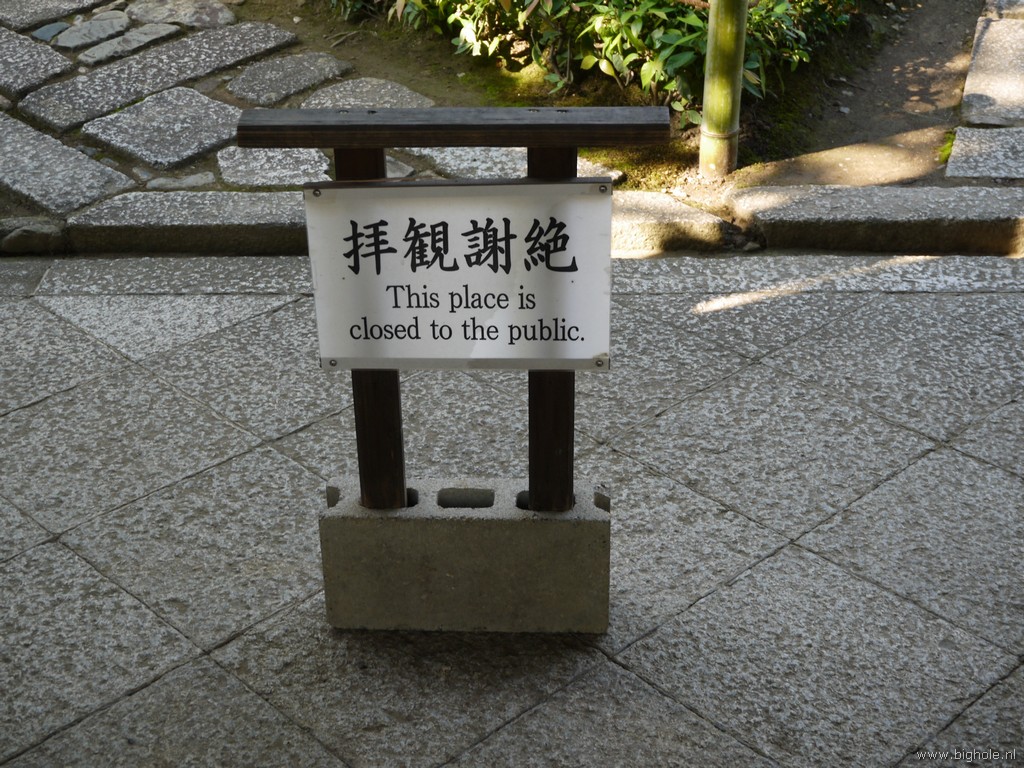 拝観謝絶
This place is
closed to the public.
www.bighole.nl